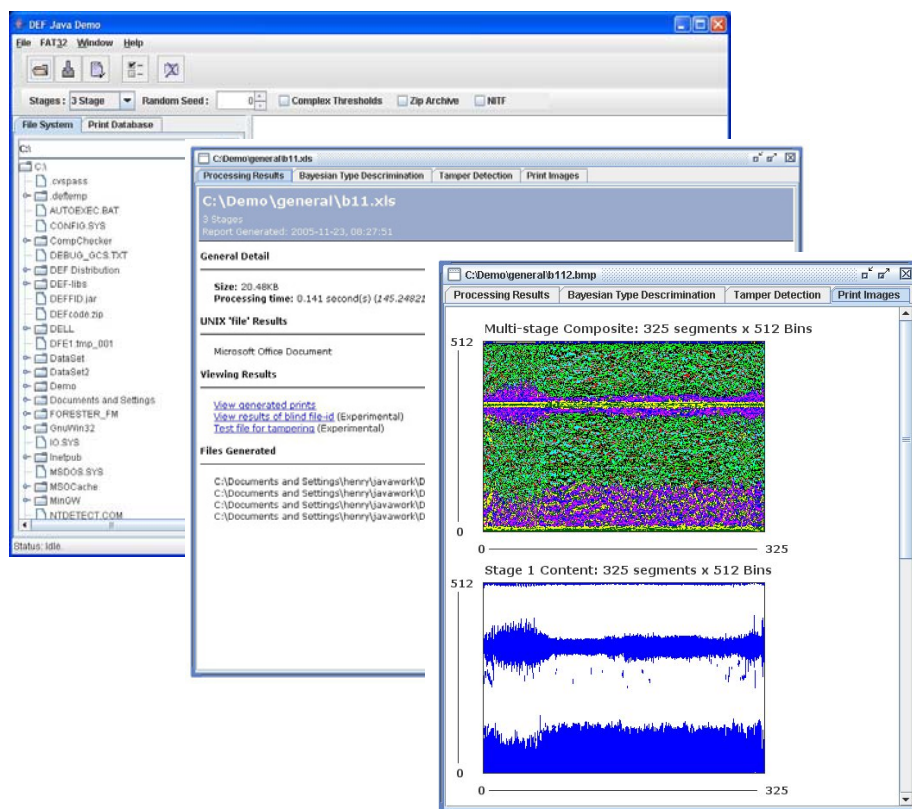 DEF Java Demo
File FAT32 Window Help
Stages : 3 Stage Random Seed : 0 Complex Thresholds Zip Archive NITF
File System Print Database
C:\
C:\
.cvspass
.deftemp
AUTOEXEC.BAT
CONFIG.SYS
CompChecker
DEBUG_GCS.TXT
DEF Distribution
DEF-libs
DEFFID.jar
DEFcode.zip
DELL
DFE1.tmp_001
DataSet
DataSet2
Demo
Documents and Settings
FORESTER_FM
GnuWin32
IO.SYS
Inetpub
MSDOS.SYS
MSOCache
MinGW
NTDETECT.COM
Status: Idle.
C:\Demo\general\b11.xls
Processing Results Bayesian Type Descrimination Tamper Detection Print Images
C:\Demo\general\b11.xls
3 Stages
Report Generated: 2005-11-23, 08:27:51
General Detail
Size: 20.48KB
Processing time: 0.141 second(s) (145.24821
UNIX 'file' Results
Microsoft Office Document
Viewing Results
View generated prints
View results of blind file-id (Experimental)
Test file for tampering (Experimental)
Files Generated
C:\Documents and Settings\henry\javawork\D
C:\Documents and Settings\henry\javawork\D
C:\Documents and Settings\henry\javawork\D
C:\Documents and Settings\henry\javawork\D
C:\Demo\general\b112.bmp
Processing Results Bayesian Type Descrimination Tamper Detection Print Images
Multi-stage Composite: 325 segments x 512 Bins
512
0
0 325
Stage 1 Content: 325 segments x 512 Bins
512
0
0 325